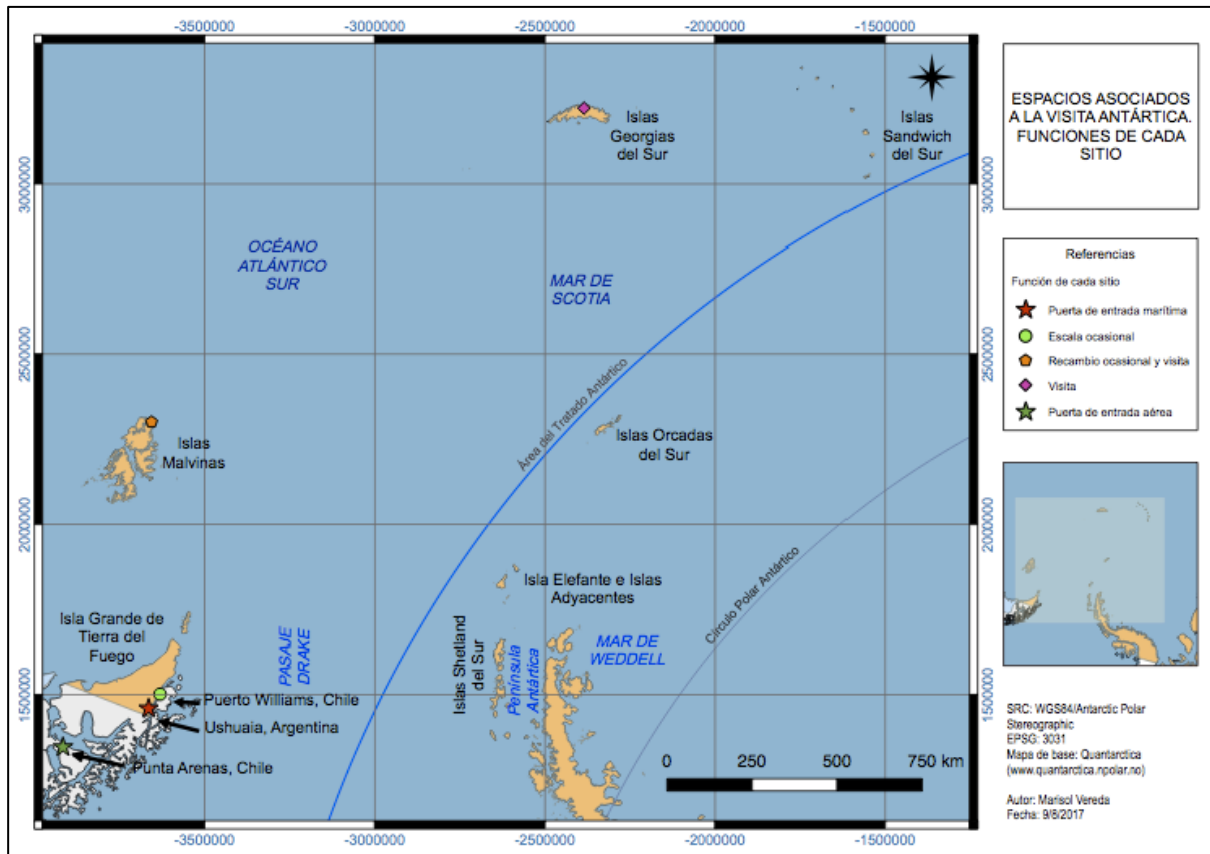 -3500000
-3000000
-2500000
-2000000
-1500000
3000000
2500000
2000000
1500000
3000000
2500000
2000000
1500000
-3500000
-3000000
-2500000
-2000000
-1500000
Islas
Georgias
del Sur
Islas
Sandwich
del Sur
OCÉANO
ATLÁNTICO
SUR
MAR DE
SCOTIA
Área del Tratado Antártico
Islas
Malvinas
Islas Orcadas
del Sur
Círculo Polar Antártico
Isla Elefante e Islas
Adyacentes
Isla Grande de
Tierra del
Fuego
PASAJE
DRAKE
Islas Shetland
del Sur
Península
Antártica
MAR DE
WEDDELL
Puerto Williams, Chile
Ushuaia, Argentina
Punta Arenas, Chile
0 250 500 750 km
ESPACIOS ASOCIADOS
A LA VISITA ANTÁRTICA.
FUNCIONES DE CADA
SITIO
Referencias
Función de cada sitio
Puerta de entrada marítima
Escala ocasional
Recambio ocasional y visita
Visita
Puerta de entrada aérea
SRC: WGS84/Antarctic Polar
Stereographic
EPSG: 3031
Mapa de base: Quantarctica
(www.quantarctica.npolar.no)
Autor: Marisol Vereda
Fecha: 9/8/2017